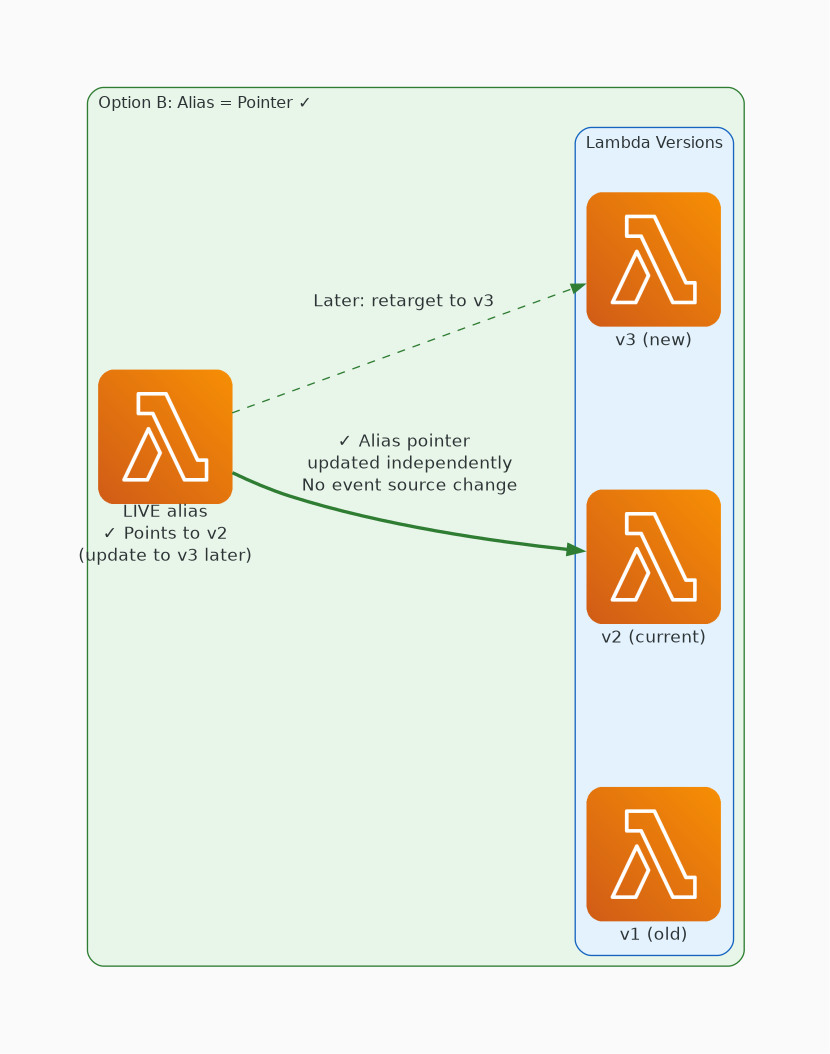 Option B: Alias = Pointer ✓
Lambda Versions
Later: retarget to v3
v3 (new)
✓ Alias pointer
updated independently
No event source change
LIVE alias
✓ Points to v2
(update to v3 later)
v2 (current)
v1 (old)